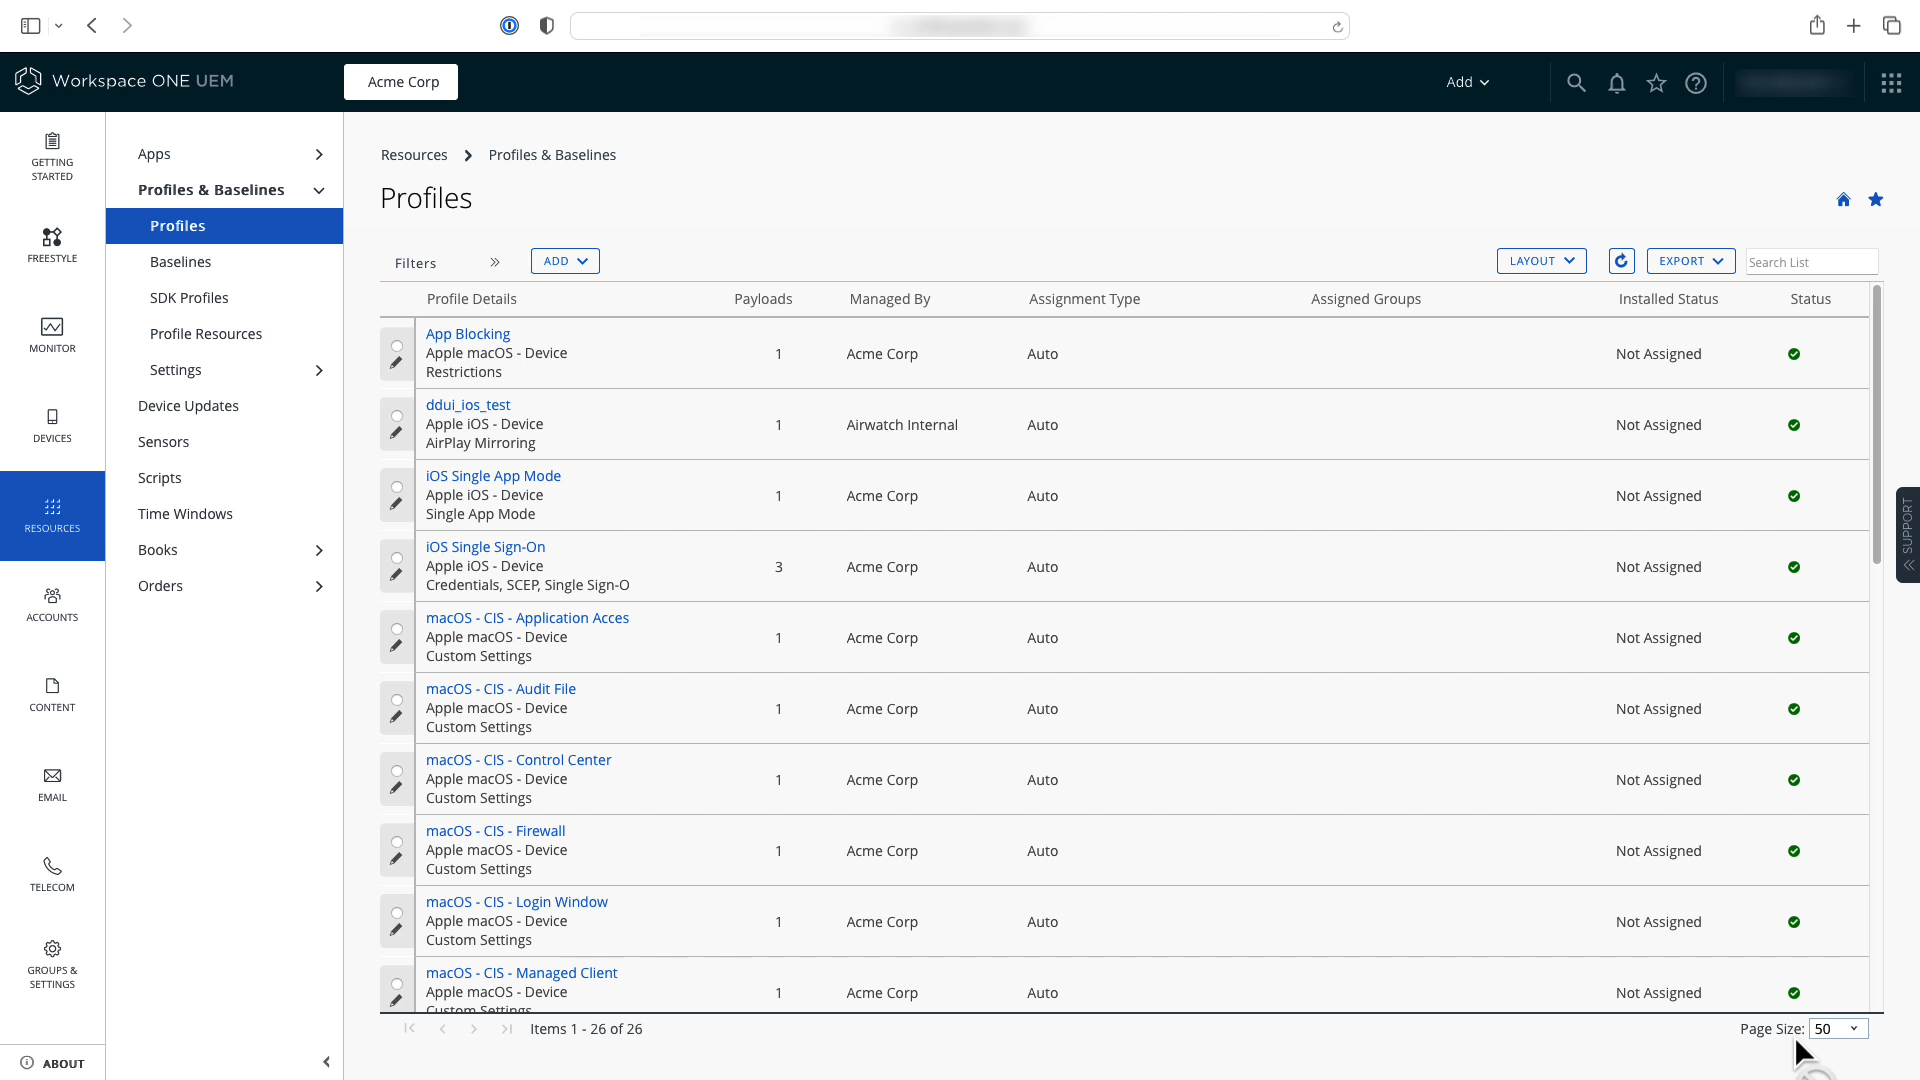 Workspace ONE UEM
Acme Corp
Add
GETTING
STARTED
FREESTYLE
MONITOR
DEVICES
RESOURCES
ACCOUNTS
CONTENT
EMAIL
TELECOM
GROUPS &
SETTINGS
ABOUT
Apps
Profiles & Baselines
Profiles
Baselines
SDK Profiles
Profile Resources
Settings
Device Updates
Sensors
Scripts
Time Windows
Books
Orders
Resources > Profiles & Baselines
Profiles
Filters » ADD LAYOUT EXPORT Search List
Profile Details Payloads Managed By Assignment Type Assigned Groups Installed Status Status
App Blocking
Apple macOS - Device 1 Acme Corp Auto Not Assigned
Restrictions
ddui_ios_test
Apple iOS - Device 1 Airwatch Internal Auto Not Assigned
AirPlay Mirroring
iOS Single App Mode
Apple iOS - Device 1 Acme Corp Auto Not Assigned
Single App Mode
iOS Single Sign-On
Apple iOS - Device 3 Acme Corp Auto Not Assigned
Credentials, SCEP, Single Sign-O
macOS - CIS - Application Acces
Apple macOS - Device 1 Acme Corp Auto Not Assigned
Custom Settings
macOS - CIS - Audit File
Apple macOS - Device 1 Acme Corp Auto Not Assigned
Custom Settings
macOS - CIS - Control Center
Apple macOS - Device 1 Acme Corp Auto Not Assigned
Custom Settings
macOS - CIS - Firewall
Apple macOS - Device 1 Acme Corp Auto Not Assigned
Custom Settings
macOS - CIS - Login Window
Apple macOS - Device 1 Acme Corp Auto Not Assigned
Custom Settings
macOS - CIS - Managed Client
Apple macOS - Device 1 Acme Corp Auto Not Assigned
Custom Settings
Items 1 - 26 of 26 Page Size: 50
SUPPORT